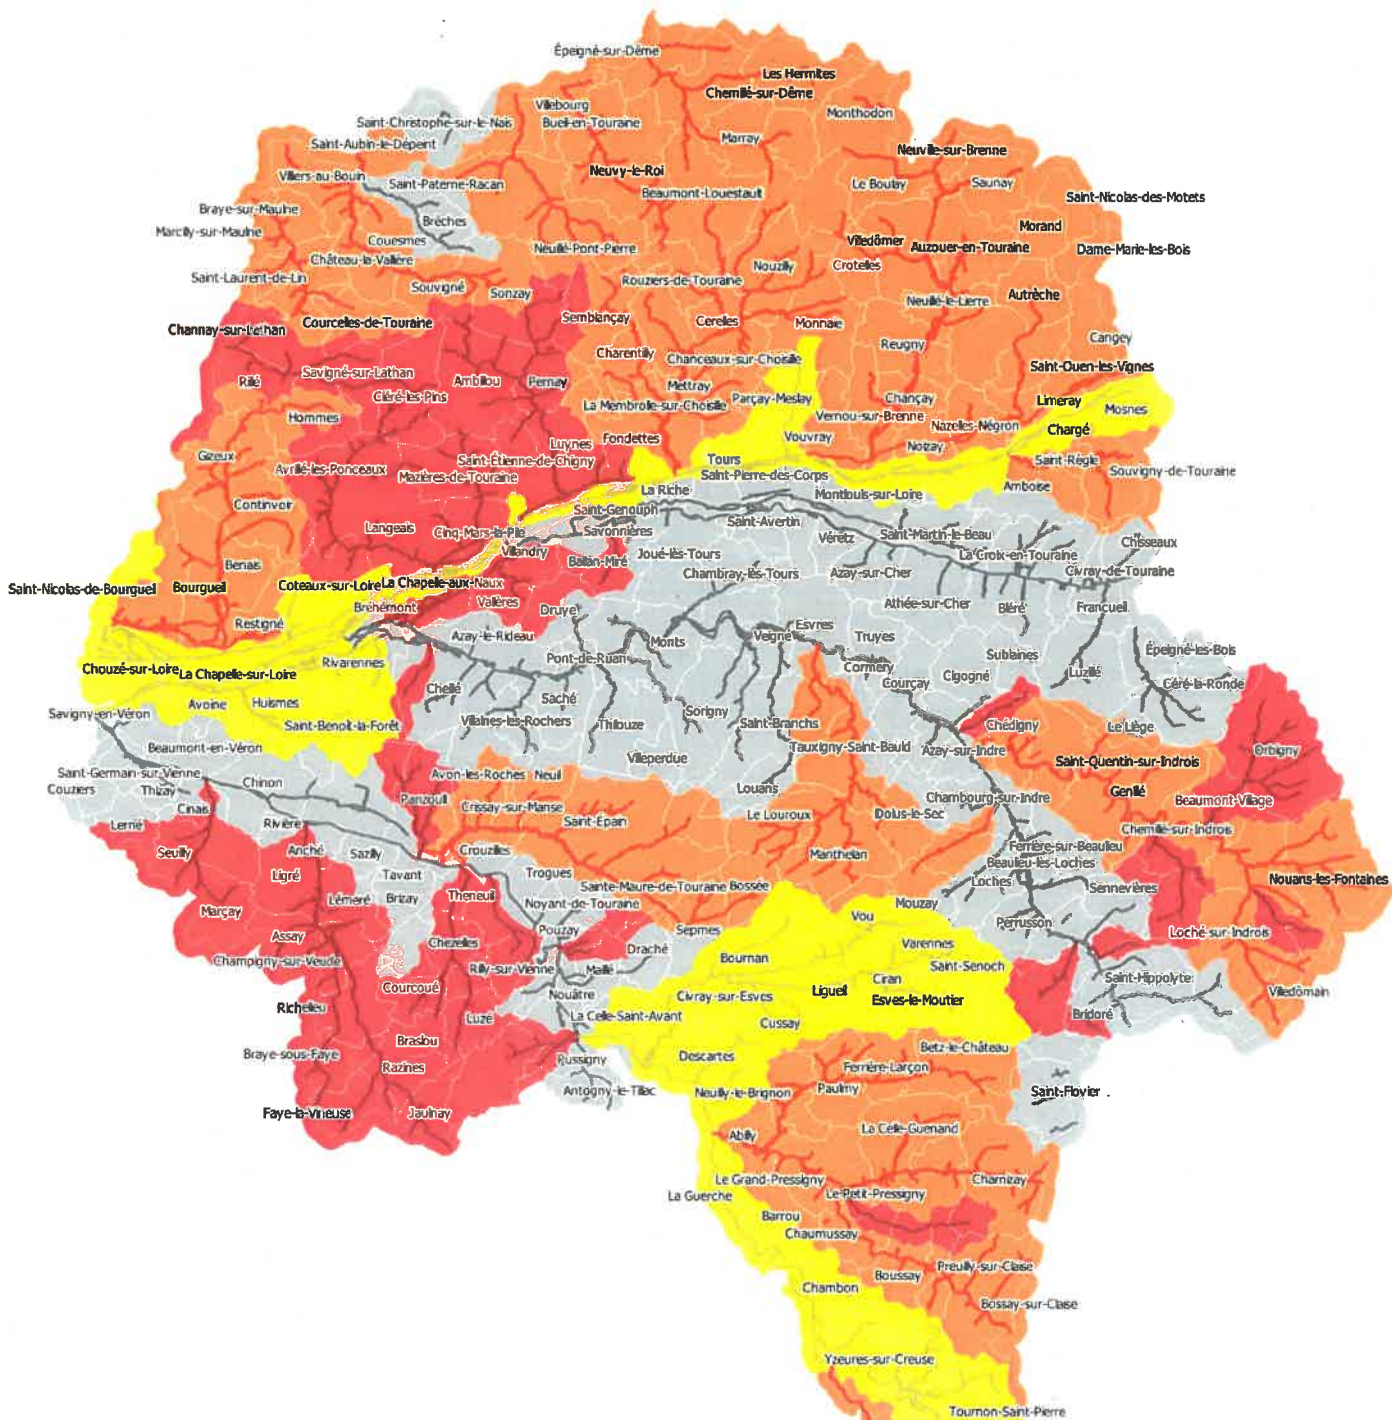 Épeigné-sur-Dême
Les Hermites
Chemillé-sur-Dême
Villebourg
Monthodon
Saint-Christophe-sur-le-Nais
Bueil-en-Touraine
Marray
Saint-Aubin-le-Dépeint
Neuville-sur-Brenne
Neuvy-le-Roi
Villiers-au-Bouin
Saint-Paterne-Racan
Beaumont-Louestault
Le Boulay
Saunay
Saint-Nicolas-des-Motets
Braye-sur-Maulne
Brèches
Morand
Marcilly-sur-Maulne
Couesmes
Neuillé-Pont-Pierre
Villedômer
Auzouer-en-Touraine
Dame-Marie-les-Bois
Château-la-Vallière
Nouzilly
Crotelles
Saint-Laurent-de-Lin
Souvigné
Sonzay
Rouziers-de-Touraine
Neuillé-le-Lierre
Autrèche
Channay-sur-Lathan
Courcelles-de-Touraine
Semblançay
Cerelles
Monnaie
Reugny
Cangey
Charentilly
Chanceaux-sur-Choisille
Saint-Ouen-les-Vignes
Rillé
Savigné-sur-Lathan
Ambillou
Pernay
Mettray
Cléré-les-Pins
La Membrolle-sur-Choisille
Parçay-Meslay
Chançay
Limeray
Mosnes
Hommes
Vernou-sur-Brenne
Nazelles-Négron
Chargé
Luynes
Fondettes
Vouvray
Noizay
Gizeux
Avrillé-les-Ponceaux
Saint-Étienne-de-Chigny
Tours
Saint-Règle
Souvigny-de-Touraine
Mazières-de-Touraine
Saint-Pierre-des-Corps
La Riche
Montlouis-sur-Loire
Amboise
Continvoir
Saint-Genouph
Langeais
Cinq-Mars-la-Pile
Savonnières
Saint-Avertin
Véretz
Saint-Martin-le-Beau
Chisseaux
Villandry
Ballan-Miré
Joué-lès-Tours
La Croix-en-Touraine
Benais
Chambray-lès-Tours
Azay-sur-Cher
Civray-de-Touraine
Saint-Nicolas-de-Bourgueil
Bourgueil
Coteaux-sur-Loire
La Chapelle-aux-Naux
Bréhémont
Vallères
Druye
Athée-sur-Cher
Bléré
Francueil
Restigné
Azay-le-Rideau
Monts
Veigné
Esvres
Truyes
Rivarennes
Pont-de-Ruan
Cormery
Sublaines
Épeigné-les-Bois
Chouzé-sur-Loire
La Chapelle-sur-Loire
Cheillé
Saché
Courçay
Cigogné
Luzillé
Céré-la-Ronde
Avoine
Huismes
Savigny-en-Véron
Saint-Benoît-la-Forêt
Villaines-les-Rochers
Thilouze
Sorigny
Saint-Branchs
Chédigny
Le Liège
Beaumont-en-Véron
Villeperdue
Tauxigny-Saint-Bauld
Azay-sur-Indre
Orbigny
Saint-Germain-sur-Vienne
Chinon
Avon-les-Roches
Neuil
Saint-Quentin-sur-Indrois
Couziers
Thizay
Louans
Genillé
Cinais
Panzoult
Crissay-sur-Manse
Chambourg-sur-Indre
Beaumont-Village
Lerné
Rivière
Saint-Épain
Le Louroux
Dolus-le-Sec
Chemillé-sur-Indrois
Seuilly
Anché
Sazilly
Crouzilles
Manthelan
Ferrière-sur-Beaulieu
Ligré
Tavant
Trogues
Beaulieu-lès-Loches
Lémeré
Brizay
Theneuil
Sainte-Maure-de-Touraine
Bossée
Loches
Sennevières
Nouans-les-Fontaines
Marçay
Noyant-de-Touraine
Mouzay
Assay
Chezelles
Pouzay
Sepmes
Vou
Perrusson
Loché-sur-Indrois
Champigny-sur-Veude
Rilly-sur-Vienne
Maillé
Draché
Bournan
Varennes
Saint-Senoch
Saint-Hippolyte
Courcoué
Nouâtre
Civray-sur-Esves
Ligueil
Ciran
Esves-le-Moutier
Villedômain
Richelieu
Luzé
La Celle-Saint-Avant
Cussay
Bridoré
Braslou
Braye-sous-Faye
Razines
Pussigny
Descartes
Betz-le-Château
Ferrière-Larçon
Antogny-le-Tillac
Neuilly-le-Brignon
Paulmy
Saint-Flovier
Faye-la-Vineuse
Jaulnay
Abilly
La Celle-Guenand
Le Grand-Pressigny
Charnizay
La Guerche
Le-Petit-Pressigny
Barrou
Chaumussay
Boussay
Preuilly-sur-Claise
Chambon
Bossay-sur-Claise
Yzeures-sur-Creuse
Tournon-Saint-Pierre